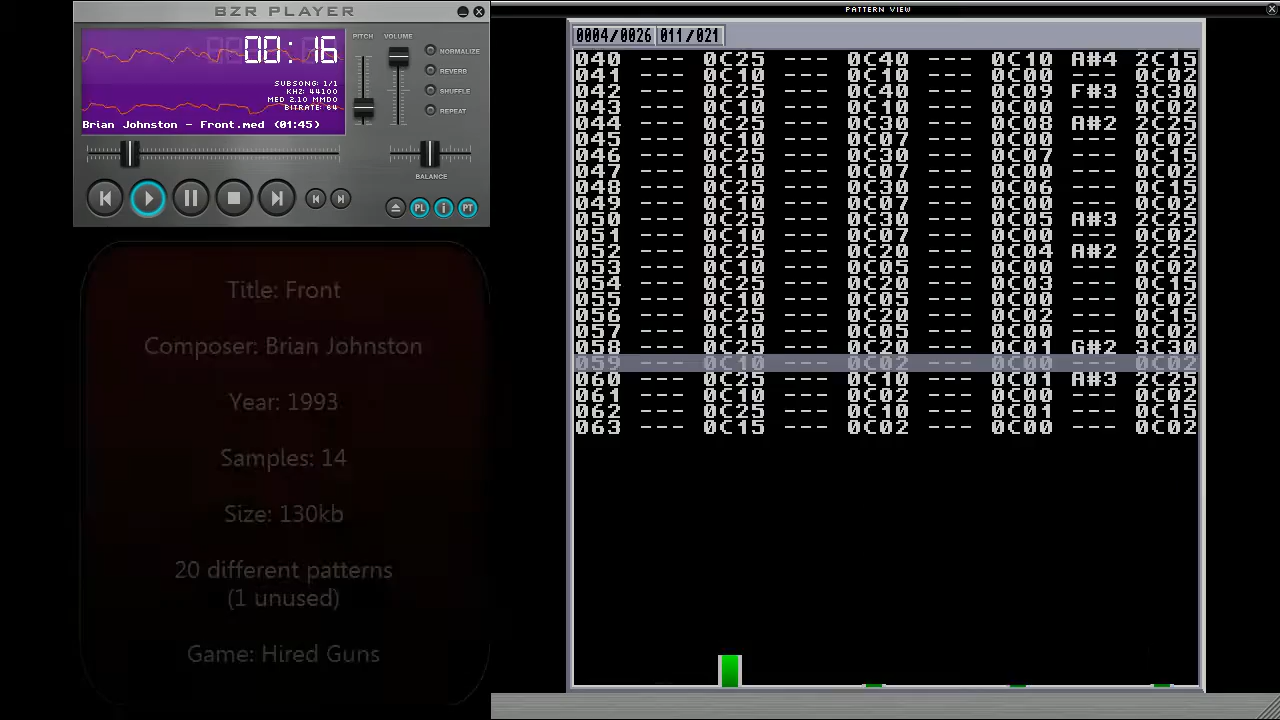 BZR PLAYER
00:16
SUBSONG: 1/1
KHZ: 44100
MED 2.10 MMD0
BITRATE: 64
Brian Johnston - Front.med (01:45)
PITCH
VOLUME
NORMALIZE
REVERB
SHUFFLE
REPEAT
BALANCE
PL
i
PT
Title: Front
Composer: Brian Johnston
Year: 1993
Samples: 14
Size: 130kb
20 different patterns
(1 unused)
Game: Hired Guns
PATTERN VIEW
0004/0026 011/021
040 --- 0C25 --- 0C40 --- 0C10 A#4 2C15
041 --- 0C10 --- 0C10 --- 0C00 --- 0C02
042 --- 0C25 --- 0C40 --- 0C09 F#3 3C30
043 --- 0C10 --- 0C10 --- 0C00 --- 0C02
044 --- 0C25 --- 0C30 --- 0C08 A#2 2C25
045 --- 0C10 --- 0C07 --- 0C00 --- 0C02
046 --- 0C25 --- 0C30 --- 0C07 --- 0C15
047 --- 0C10 --- 0C07 --- 0C00 --- 0C02
048 --- 0C25 --- 0C30 --- 0C06 --- 0C15
049 --- 0C10 --- 0C07 --- 0C00 --- 0C02
050 --- 0C25 --- 0C30 --- 0C05 A#3 2C25
051 --- 0C10 --- 0C07 --- 0C00 --- 0C02
052 --- 0C25 --- 0C20 --- 0C04 A#2 2C25
053 --- 0C10 --- 0C05 --- 0C00 --- 0C02
054 --- 0C25 --- 0C20 --- 0C03 --- 0C15
055 --- 0C10 --- 0C05 --- 0C00 --- 0C02
056 --- 0C25 --- 0C20 --- 0C02 --- 0C15
057 --- 0C10 --- 0C05 --- 0C00 --- 0C02
058 --- 0C25 --- 0C20 --- 0C01 G#2 3C30
059 --- 0C10 --- 0C02 --- 0C00 --- 0C02
060 --- 0C25 --- 0C10 --- 0C01 A#3 2C25
061 --- 0C10 --- 0C02 --- 0C00 --- 0C02
062 --- 0C25 --- 0C10 --- 0C01 --- 0C15
063 --- 0C15 --- 0C02 --- 0C00 --- 0C02